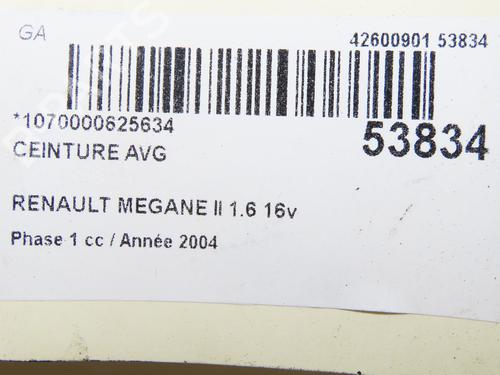 GA
42600901 53834
*1070000625634
53834
CEINTURE AVG
RENAULT MEGANE II 1.6 16v
Phase 1 cc / Année 2004